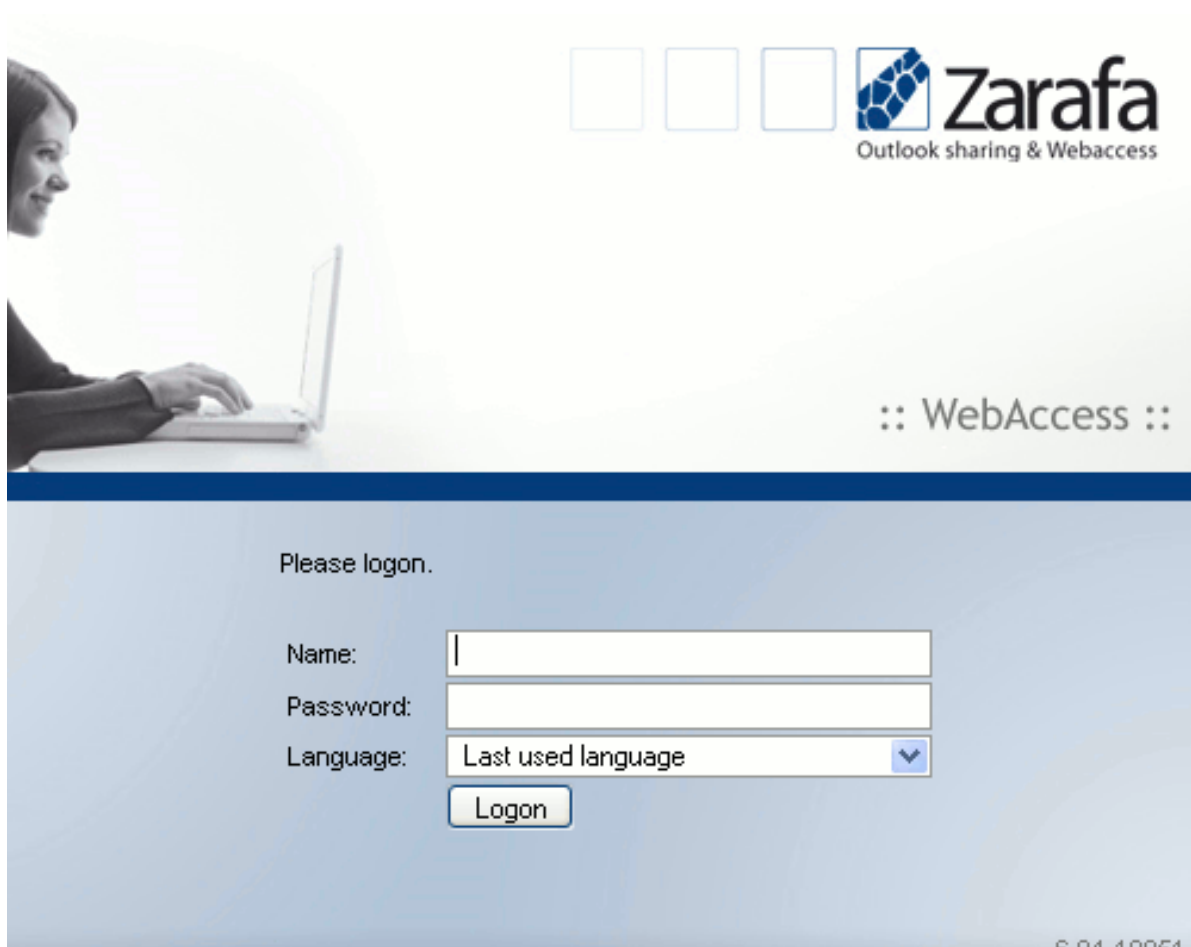 Zarafa
Outlook sharing & Webaccess
:: WebAccess ::
Please logon.
Name:
Password:
Language: Last used language
Logon